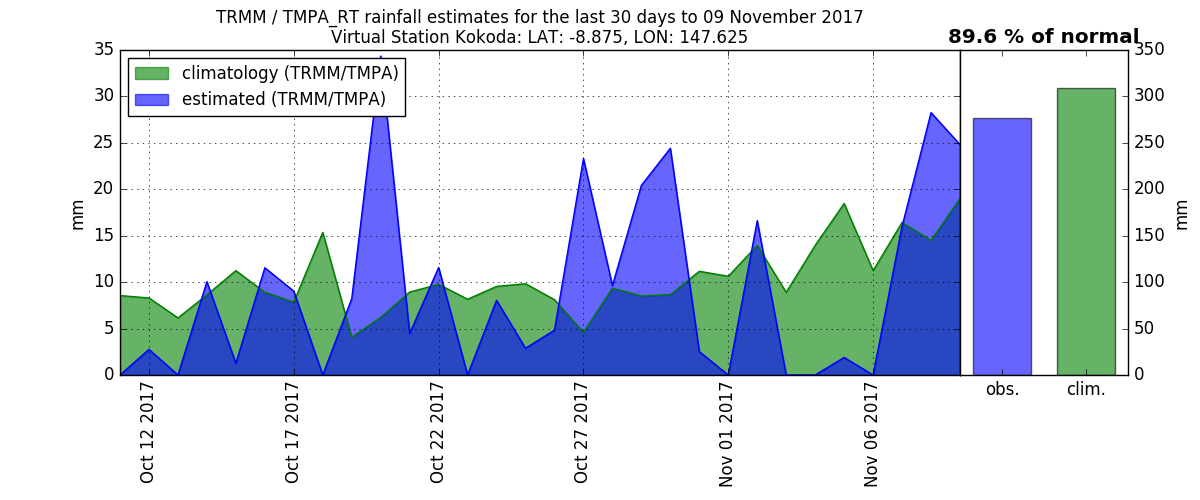 TRMM / TMPA_RT rainfall estimates for the last 30 days to 09 November 2017
Virtual Station Kokoda: LAT: -8.875, LON: 147.625
89.6 % of normal
climatology (TRMM/TMPA)
estimated (TRMM/TMPA)
35
30
25
20
15
10
5
0
mm
Oct 12 2017
Oct 17 2017
Oct 22 2017
Oct 27 2017
Nov 01 2017
Nov 06 2017
350
300
250
200
150
100
50
0
mm
obs.
clim.